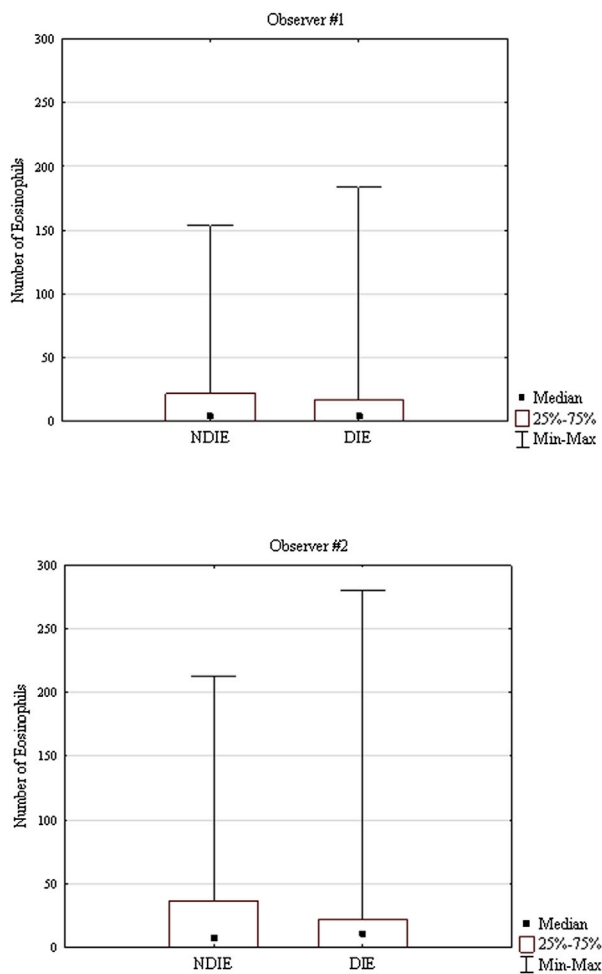 Observer #1
300
250
200
150
100
50
0
Number of Eosinophils
NDIE DIE
Median
25%-75%
Min-Max
Observer #2
300
250
200
150
100
50
0
Number of Eosinophils
NDIE DIE
Median
25%-75%
Min-Max